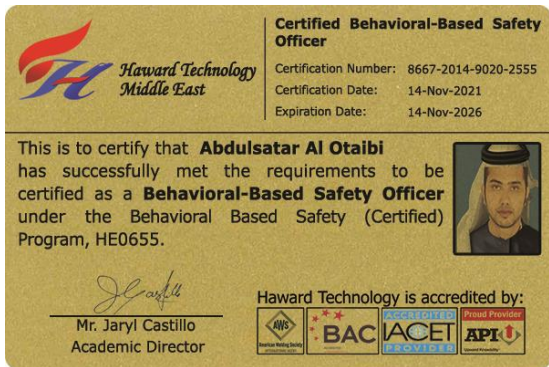 Haward Technology
Middle East
Certified Behavioral-Based Safety
Officer
Certification Number: 8667-2014-9020-2555
Certification Date: 14-Nov-2021
Expiration Date: 14-Nov-2026
This is to certify that Abdulsatar Al Otaibi
has successfully met the requirements to be
certified as a Behavioral-Based Safety Officer
under the Behavioral Based Safety (Certified)
Program, HE0655.
Mr. Jaryl Castillo
Academic Director
Haward Technology is accredited by:
AWS
American Welding Society
BAC
ACCREDITED
IACET
PROVIDER
Proud Provider
API